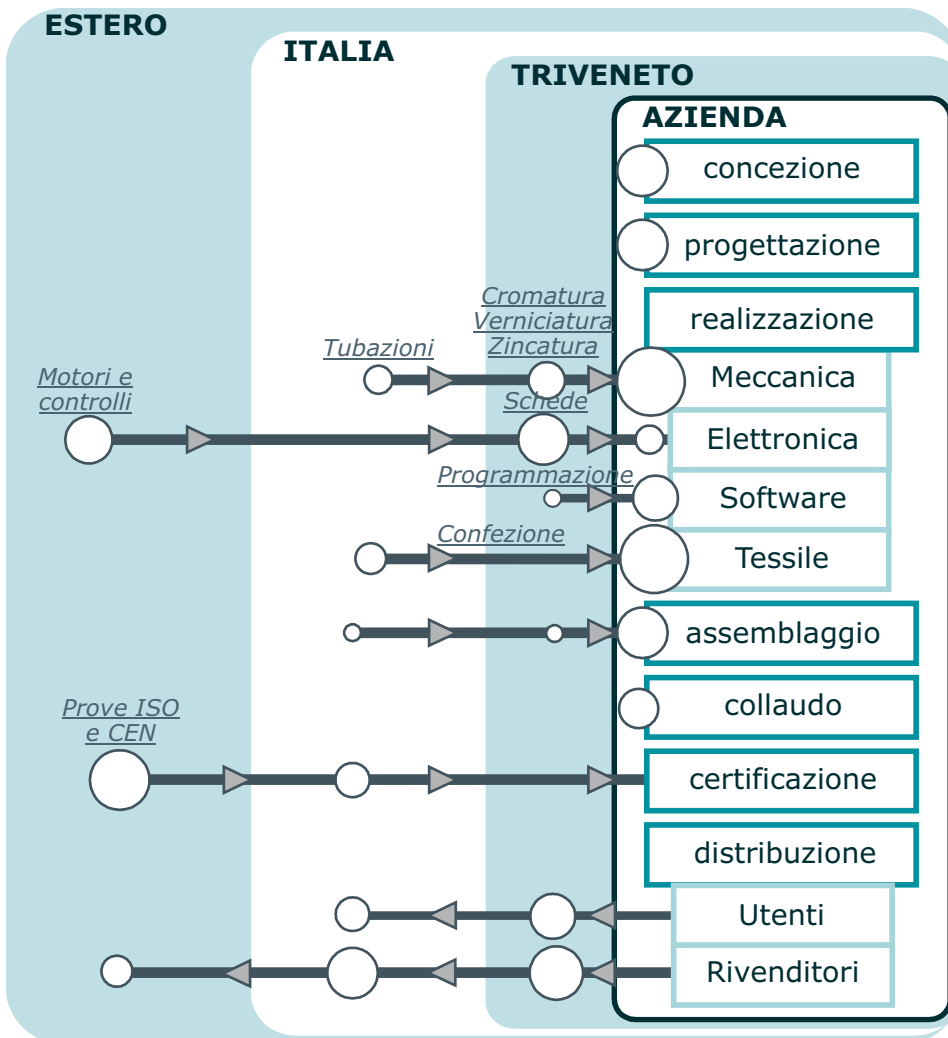 ESTERO
ITALIA
TRIVENETO
AZIENDA
concezione
progettazione
realizzazione
Cromatura
Verniciatura
Zincatura
Tubazioni
Meccanica
Motori e
controlli
Schede
Elettronica
Programmazione
Software
Confezione
Tessile
assemblaggio
collaudo
Prove ISO
e CEN
certificazione
distribuzione
Utenti
Rivenditori